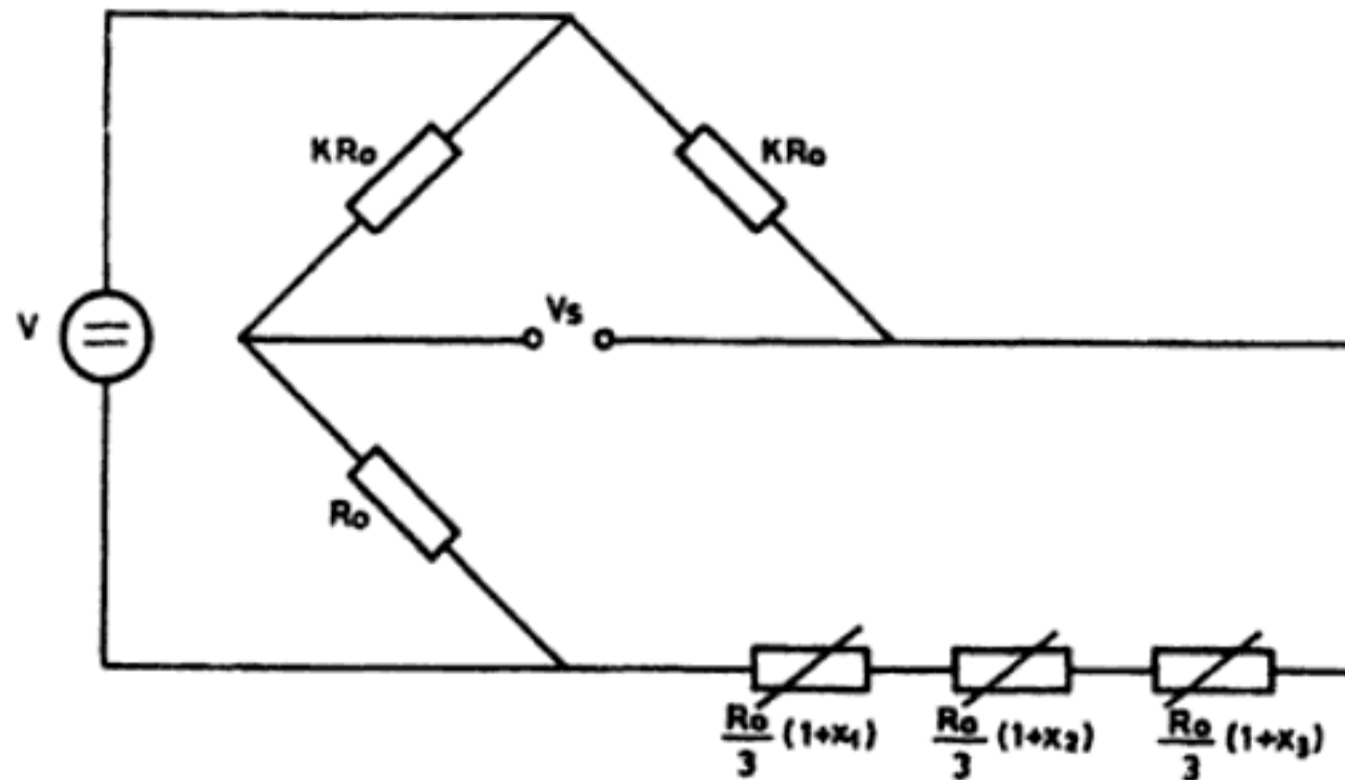 KRo
KRo
V
Vs
Ro
Ro/3 (1+x1)
Ro/3 (1+x2)
Ro/3 (1+x3)